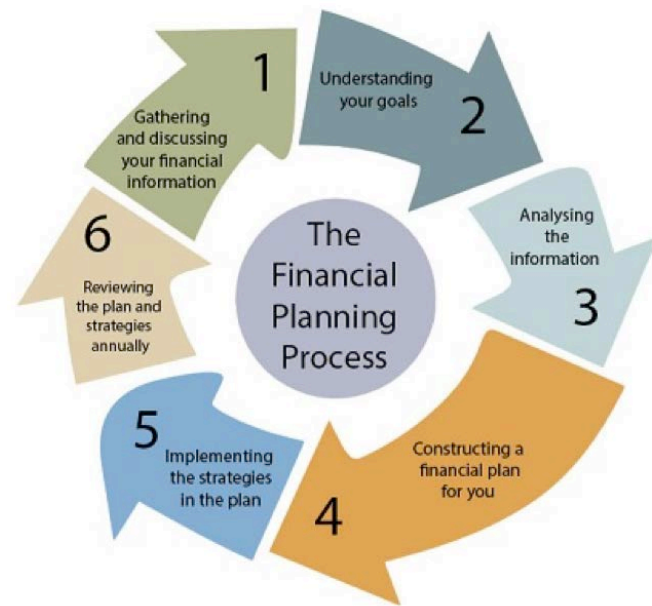 The
Financial
Planning
Process
1
Gathering
and discussing
your financial
information
Understanding
your goals
2
Analysing
the
information
3
Constructing a
financial plan
for you
4
5
Implementing
the strategies
in the plan
6
Reviewing
the plan and
strategies
annually